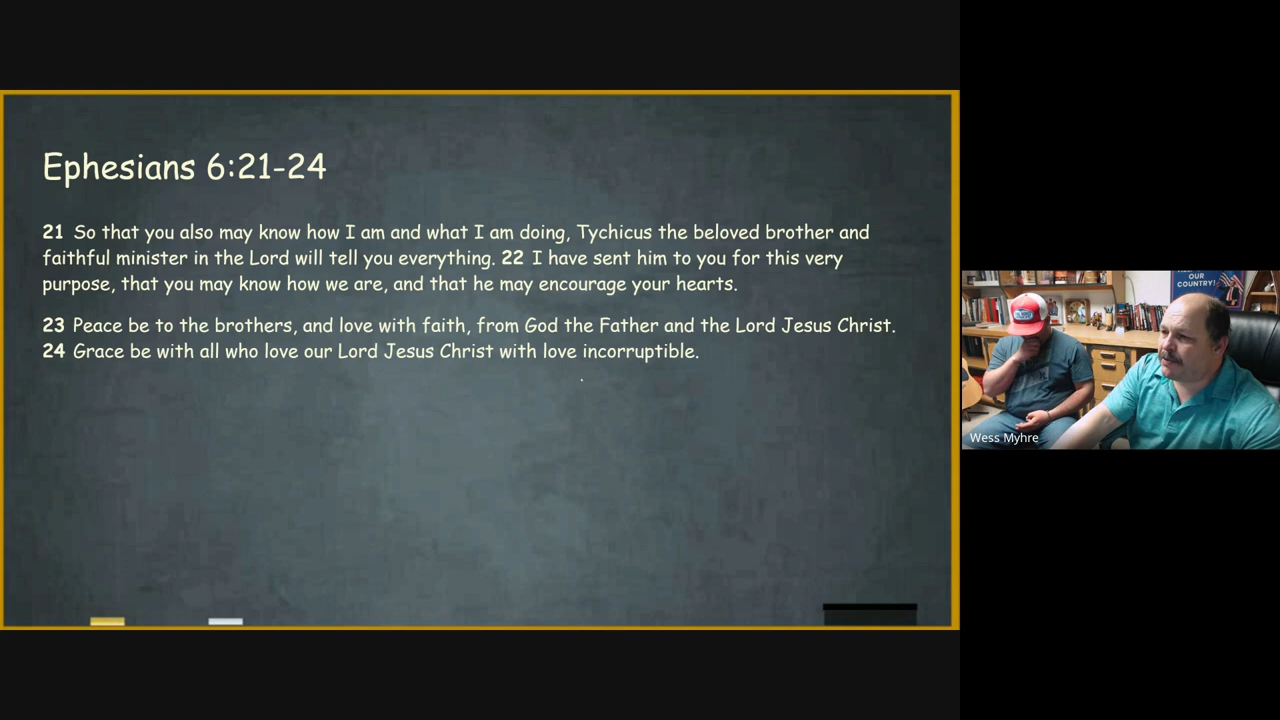 Ephesians 6:21-24
21 So that you also may know how I am and what I am doing, Tychicus the beloved brother and
faithful minister in the Lord will tell you everything. 22 I have sent him to you for this very
purpose, that you may know how we are, and that he may encourage your hearts.
23 Peace be to the brothers, and love with faith, from God the Father and the Lord Jesus Christ.
24 Grace be with all who love our Lord Jesus Christ with love incorruptible.
OUR
COUNTRY!
Wess Myhre